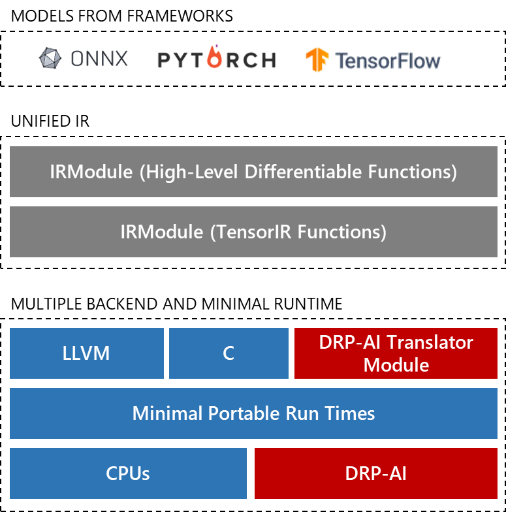 MODELS FROM FRAMEWORKS
ONNX PYTORCH TensorFlow
UNIFIED IR
IRModule (High-Level Differentiable Functions)
IRModule (TensorIR Functions)
MULTIPLE BACKEND AND MINIMAL RUNTIME
LLVM C DRP-AI Translator
Module
Minimal Portable Run Times
CPUs DRP-AI